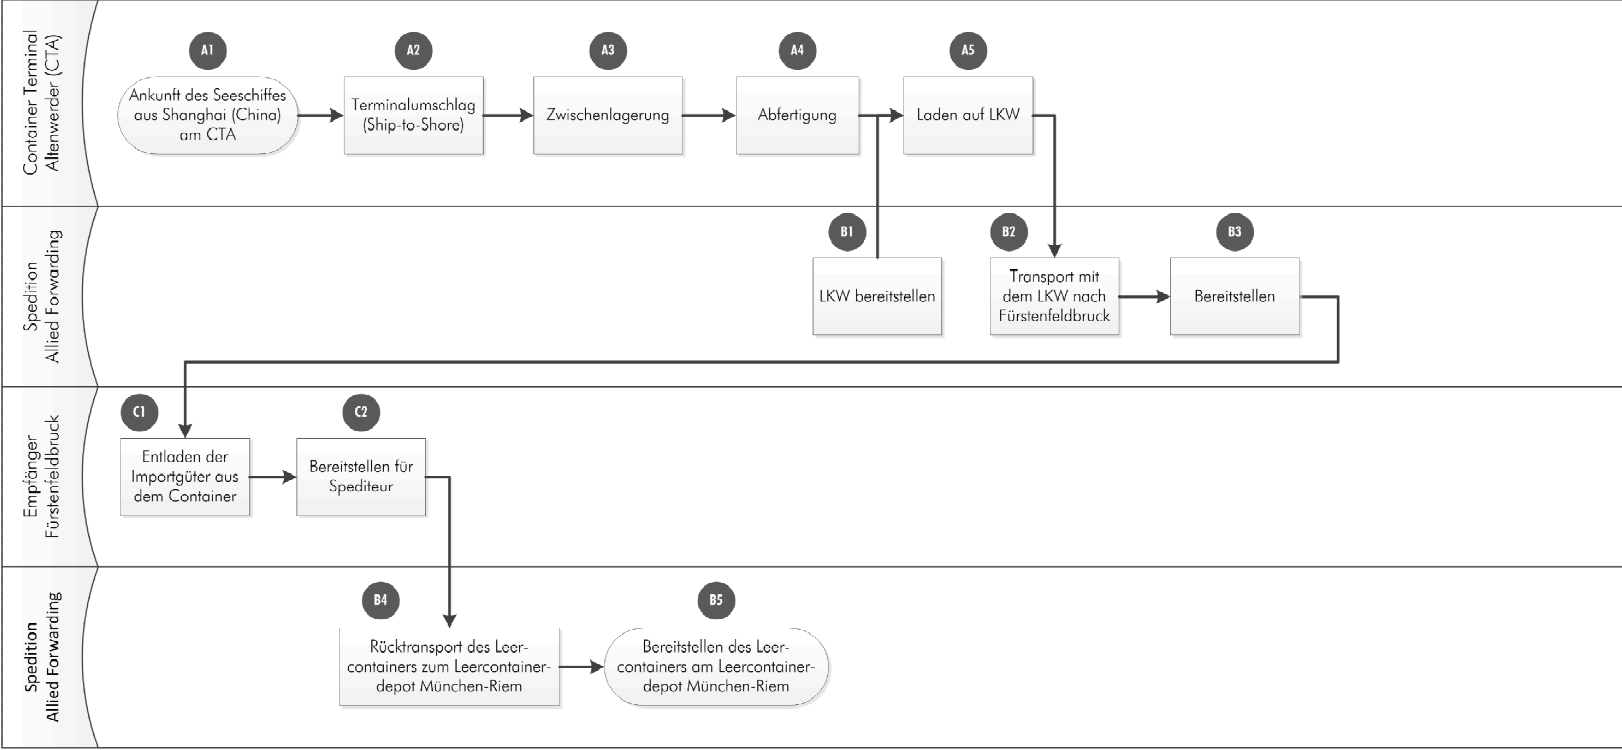 Container Terminal
Altenwerder (CTA)
A1
Ankunft des Seeschiffes
aus Shanghai (China)
am CTA
A2
Terminalumschlag
(Ship-to-Shore)
A3
Zwischenlagerung
A4
Abfertigung
A5
Laden auf LKW
Spedition
Allied Forwarding
B1
LKW bereitstellen
B2
Transport mit
dem LKW nach
Fürstenfeldbruck
B3
Bereitstellen
Empfänger
Fürstenfeldbruck
C1
Entladen der
Importgüter aus
dem Container
C2
Bereitstellen für
Spediteur
Spedition
Allied Forwarding
B4
Rücktransport des Leer-
containers zum Leercontainer-
depot München-Riem
B5
Bereitstellen des Leer-
containers am Leercontainer-
depot München-Riem